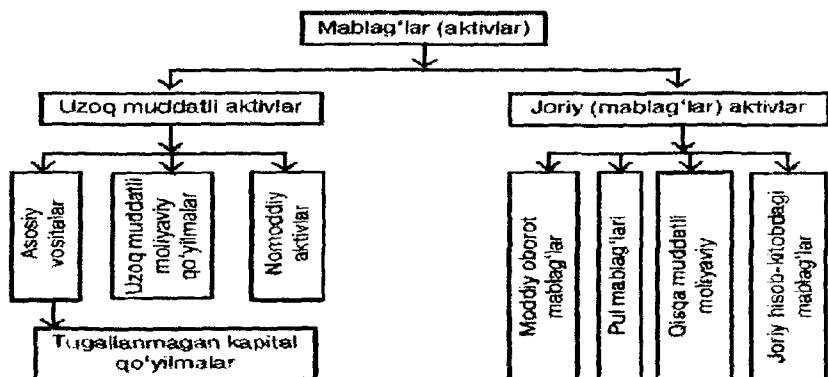 Mablag‘lar (aktivlar)
Uzoq muddatli aktivlar
Joriy (mablag‘lar) aktivlar
Asosiy
vositalar
Uzoq muddatli
moliyaviy
qo‘yilmalar
Nomoddiy
aktivlar
Moddiy oborot
mablag‘lar
Pul mablag‘lari
Qisqa muddatli
moliyaviy
Joriy hisob-kitobdagi
mablag‘lar
Tugallanmagan kapital
qo‘yilmalar